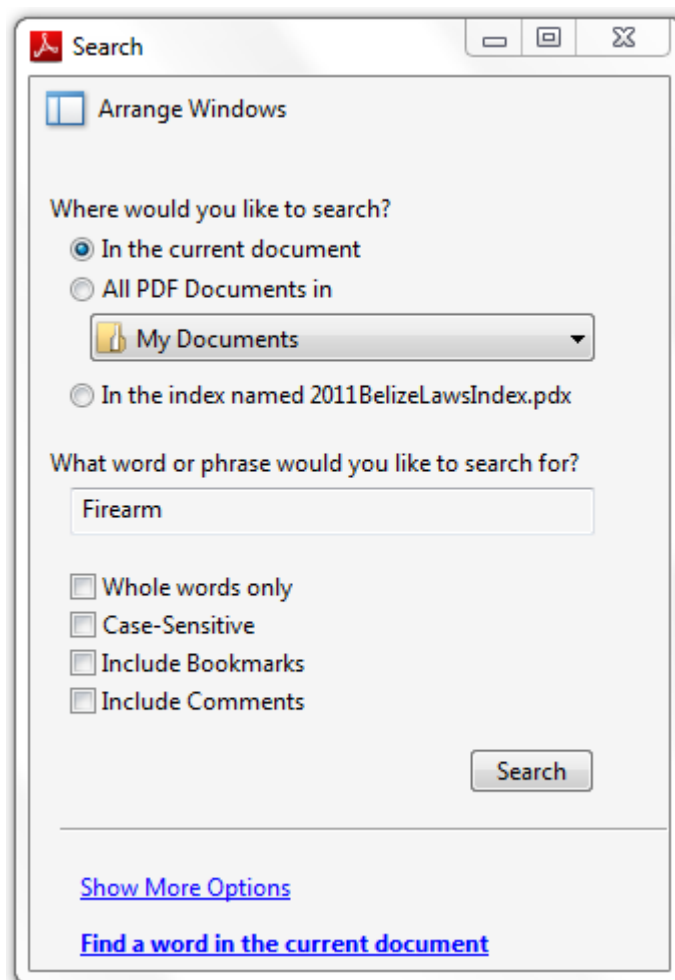 Search
Arrange Windows
Where would you like to search?
In the current document
All PDF Documents in
My Documents
In the index named 2011BelizeLawsIndex.pdx
What word or phrase would you like to search for?
Firearm
Whole words only
Case-Sensitive
Include Bookmarks
Include Comments
Search
Show More Options
Find a word in the current document